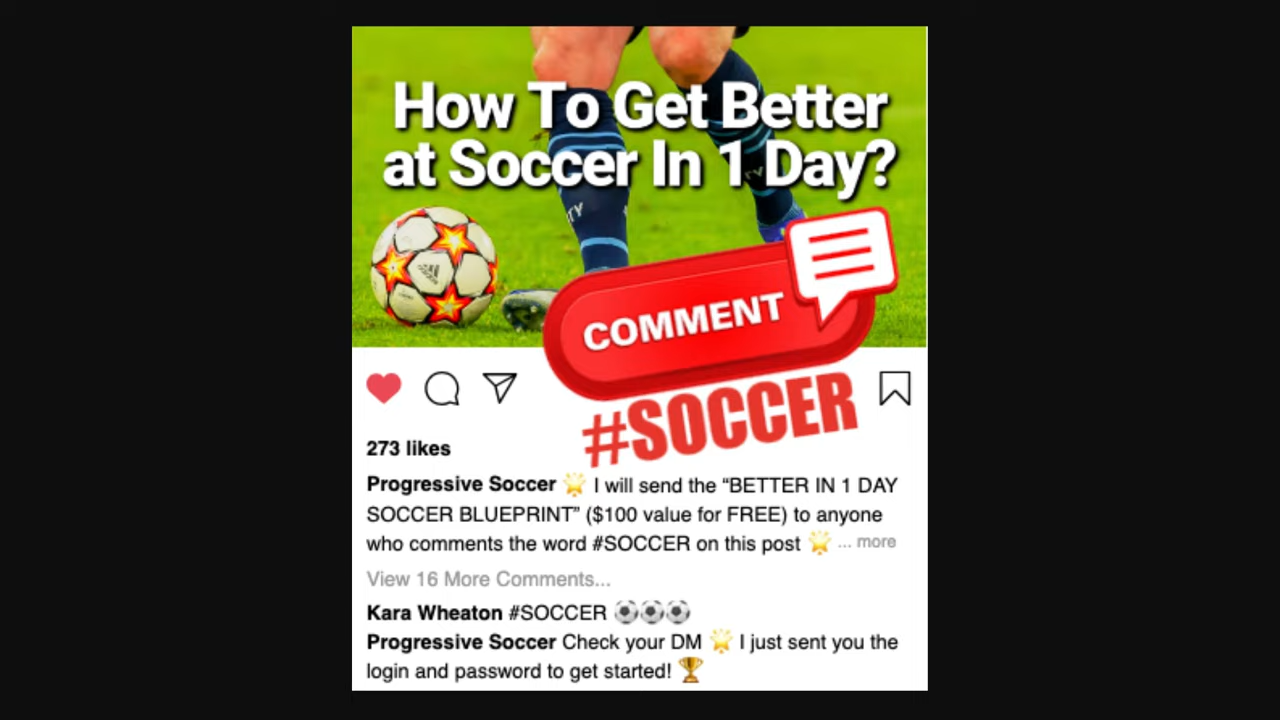 How To Get Better
at Soccer In 1 Day?
COMMENT
#SOCCER
273 likes
Progressive Soccer 🌟 I will send the “BETTER IN 1 DAY
SOCCER BLUEPRINT” ($100 value for FREE) to anyone
who comments the word #SOCCER on this post 🌟 ... more
View 16 More Comments...
Kara Wheaton #SOCCER ⚽⚽⚽
Progressive Soccer Check your DM 🌟 I just sent you the
login and password to get started! 🏆